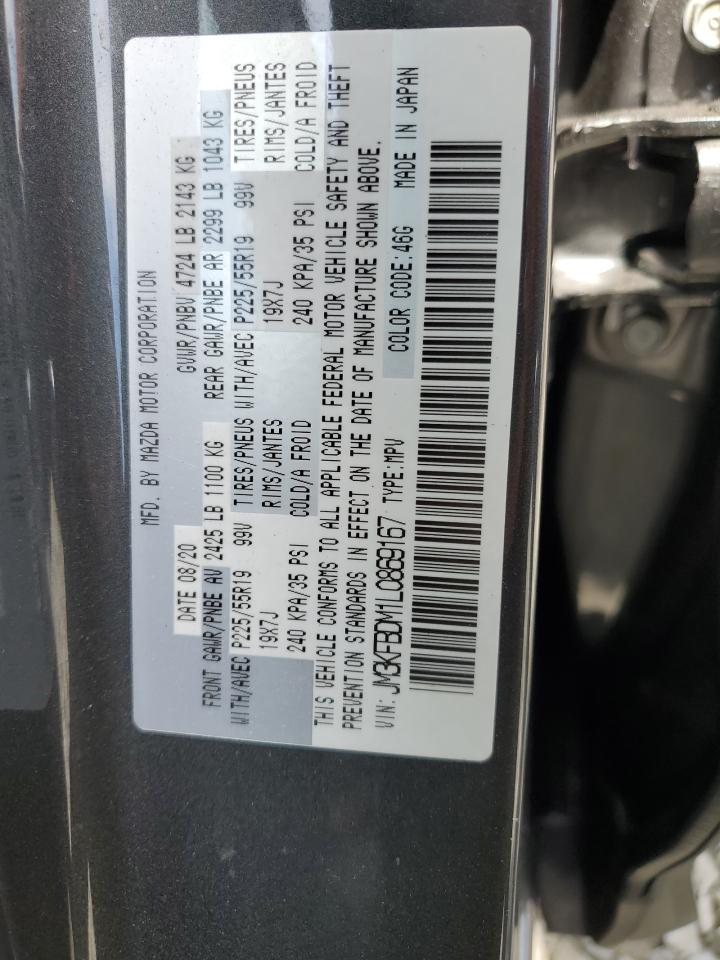 MFD. BY MAZDA MOTOR CORPORATION
DATE 08/20 GVWR/PNBV 4724 LB 2143 KG
FRONT GAWR/PNBE AV 2425 LB 1100 KG REAR GAWR/PNBE AR 2299 LB 1043 KG
WITH/AVEC P225/55R19 99V TIRES/PNEUS WITH/AVEC P225/55R19 99V TIRES/PNEUS
19X7J RIMS/JANTES 19X7J RIMS/JANTES
240 KPA/35 PSI COLD/A FROID 240 KPA/35 PSI COLD/A FROID
THIS VEHICLE CONFORMS TO ALL APPLICABLE FEDERAL MOTOR VEHICLE SAFETY AND THEFT
PREVENTION STANDARDS IN EFFECT ON THE DATE OF MANUFACTURE SHOWN ABOVE.
VIN: JM3KFBDM1L0869167 TYPE:MPV COLOR CODE:46G MADE IN JAPAN